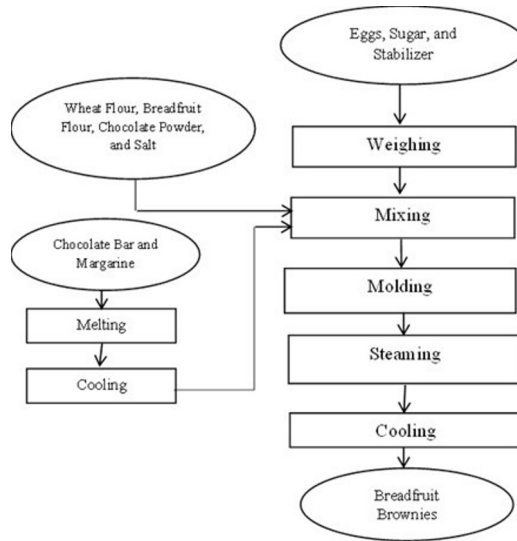 Eggs, Sugar, and
Stabilizer
Wheat Flour, Breadfruit
Flour, Chocolate Powder,
and Salt
Weighing
Mixing
Chocolate Bar and
Margarine
Molding
Melting
Steaming
Cooling
Cooling
Breadfruit
Brownies